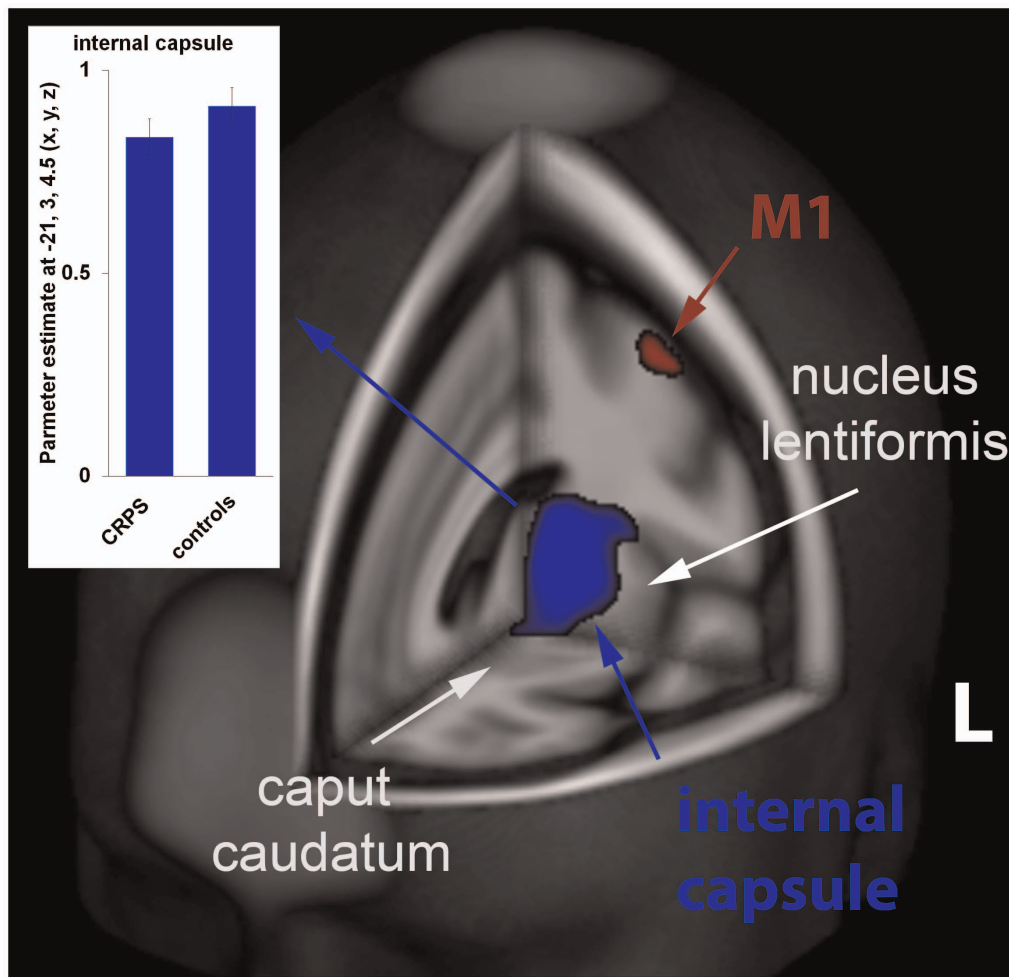 internal capsule
Parmeter estimate at -21, 3, 4.5 (x, y, z)
1
0.5
0
CRPS
controls
M1
nucleus
lentiformis
L
caput
caudatum
internal
capsule